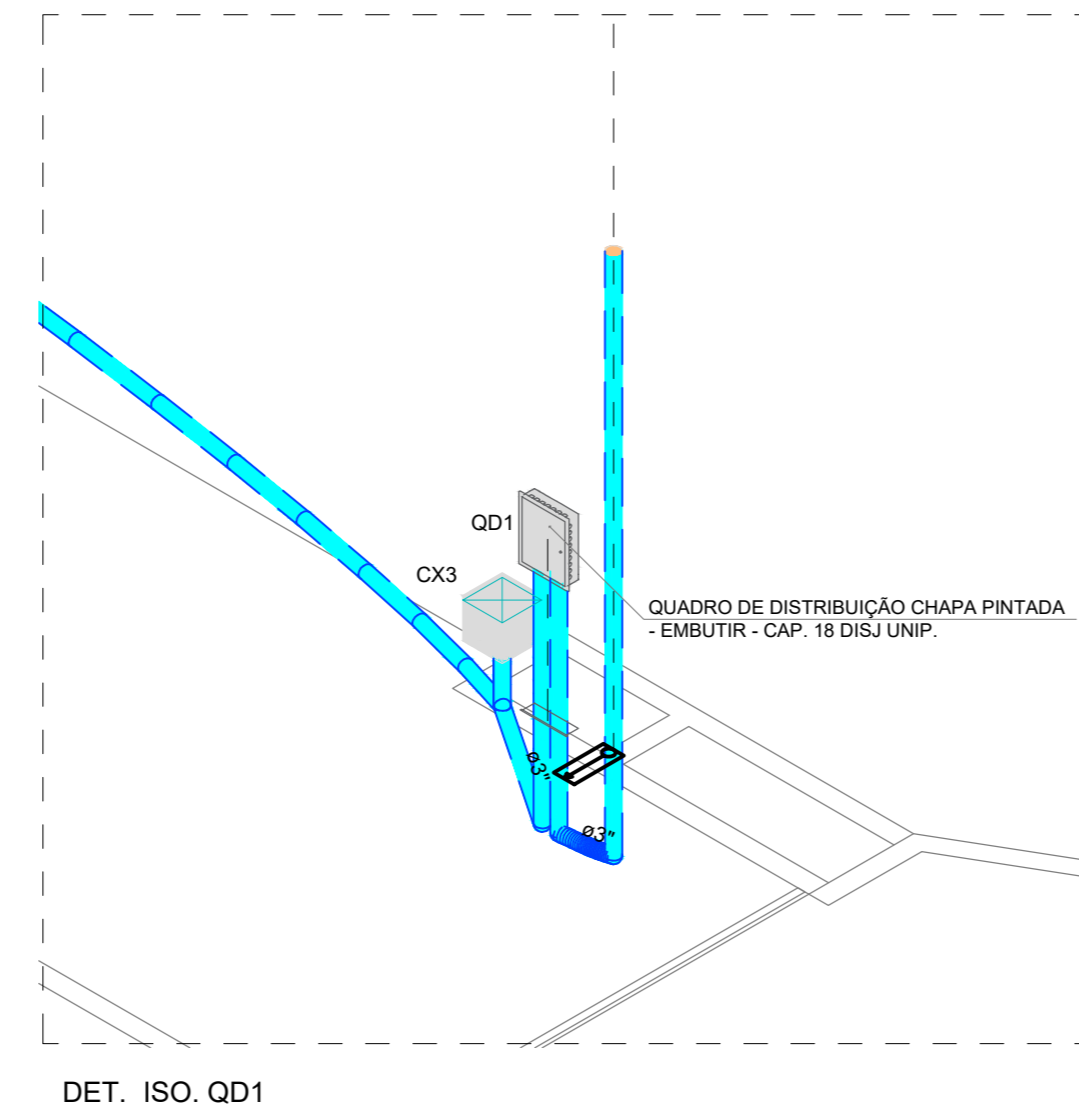 QD1
CX3
QUADRO DE DISTRIBUIÇÃO CHAPA PINTADA
- EMBUTIR - CAP. 18 DISJ UNIP.
ø3"
ø3"
DET. ISO. QD1